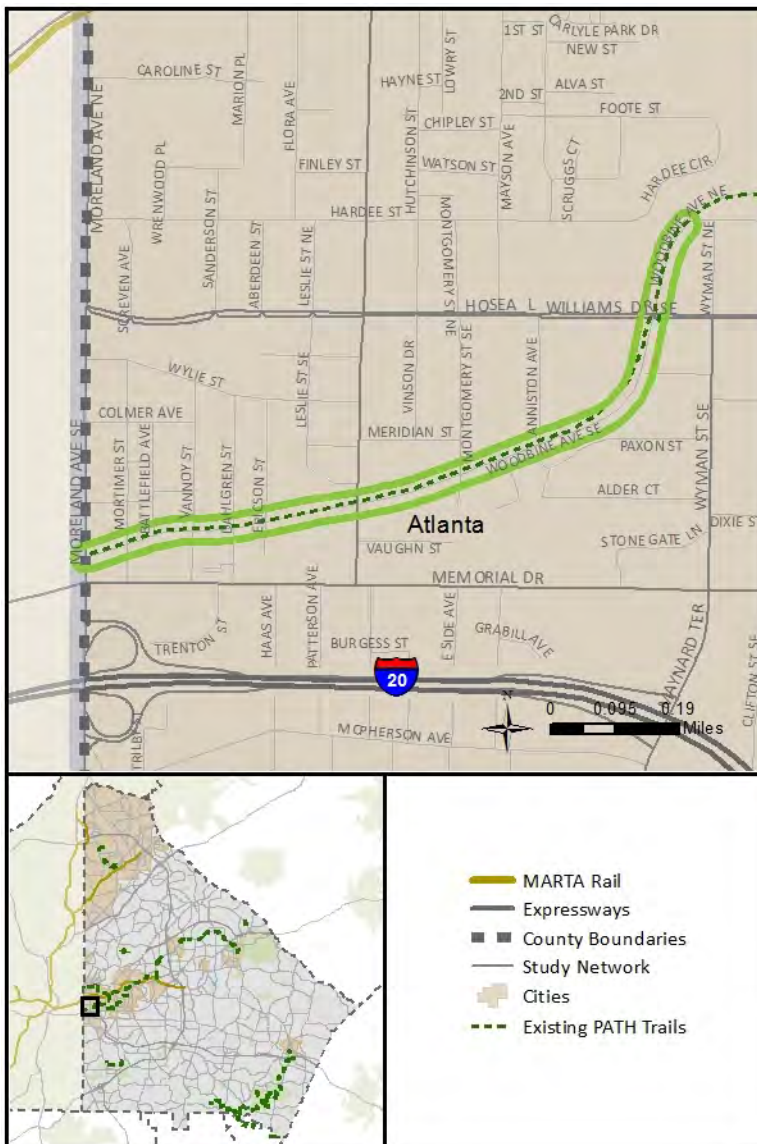 CARLYLE PARK DR
1ST ST
NEW ST
MARION PL
LOWRY ST
CAROLINE ST
HAYNE ST
ALVA ST
2ND ST
FOOTE ST
MORELAND AVE NE
FLORA AVE
HUTCHINSON ST
CHIPLEY ST
MAYSON AVE
SCRUGGS CT
WRENWOOD PL
FINLEY ST
WATSON ST
HARDEE CIR
SANDERSON ST
HARDEE ST
MONTGOMERY ST NE
WOODBINE AVE NE
SCREVEN AVE
ABERDEEN ST
LESLIE ST NE
WYMAN ST NE
HOSEA L WILLIAMS DR SE
WYLIE ST
LESLIE ST SE
VINSON DR
MONTGOMERY ST SE
ANNISTON AVE
COLMER AVE
MERIDIAN ST
PAXON ST
WYMAN ST SE
MORELAND AVE SE
MORTIMER ST
BATTLEFIELD AVE
VANNOY ST
DAHLGREN ST
ERICSON ST
WOODBINE AVE SE
ALDER CT
Atlanta
DIXIE S
VAUGHN ST
STONE GATE LN
MEMORIAL DR
TRENTON ST
HAAS AVE
PATTERSON AVE
BURGESS ST
E SIDE AVE
GRABILL AVE
MAYNARD TER
CLIFTON ST SE
20
N
0 0.095 0.19
Miles
TRILBY
MCPHERSON AVE
MARTA Rail
Expressways
County Boundaries
Study Network
Cities
Existing PATH Trails